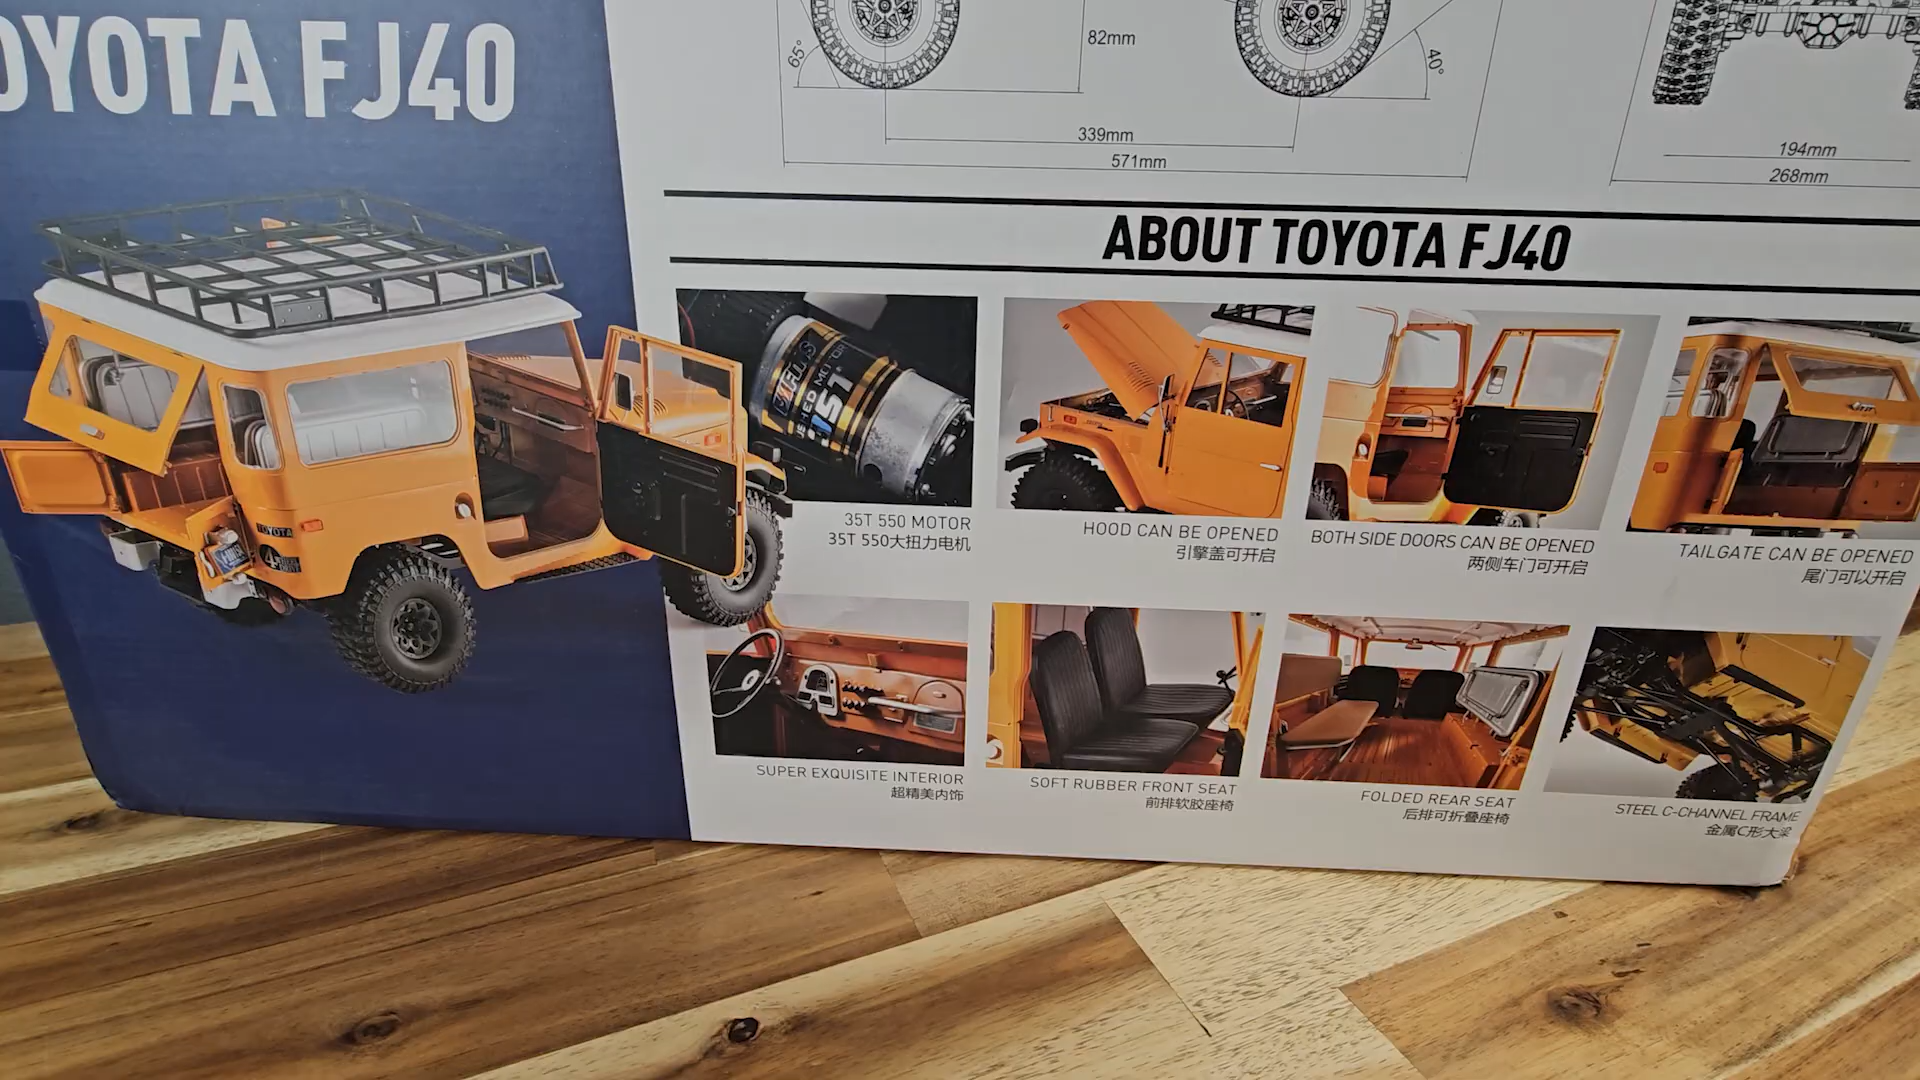 OYOTA FJ40
65°
82mm
40°
339mm
571mm
194mm
268mm
ABOUT TOYOTA FJ40
35T 550 MOTOR
35T 550大扭力电机
HOOD CAN BE OPENED
引擎盖可开启
BOTH SIDE DOORS CAN BE OPENED
两侧车门可开启
TAILGATE CAN BE OPENED
尾门可以开启
TOYOTA
SUPER EXQUISITE INTERIOR
超精美内饰
SOFT RUBBER FRONT SEAT
前排软胶座椅
FOLDED REAR SEAT
后排可折叠座椅
STEEL C-CHANNEL FRAME
金属C形大梁